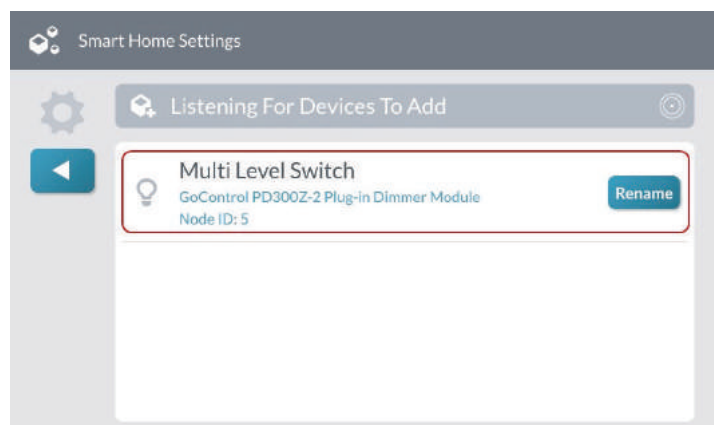 Smart Home Settings
Listening For Devices To Add
Multi Level Switch
GoControl PD300Z-2 Plug-in Dimmer Module
Rename
Node ID: 5